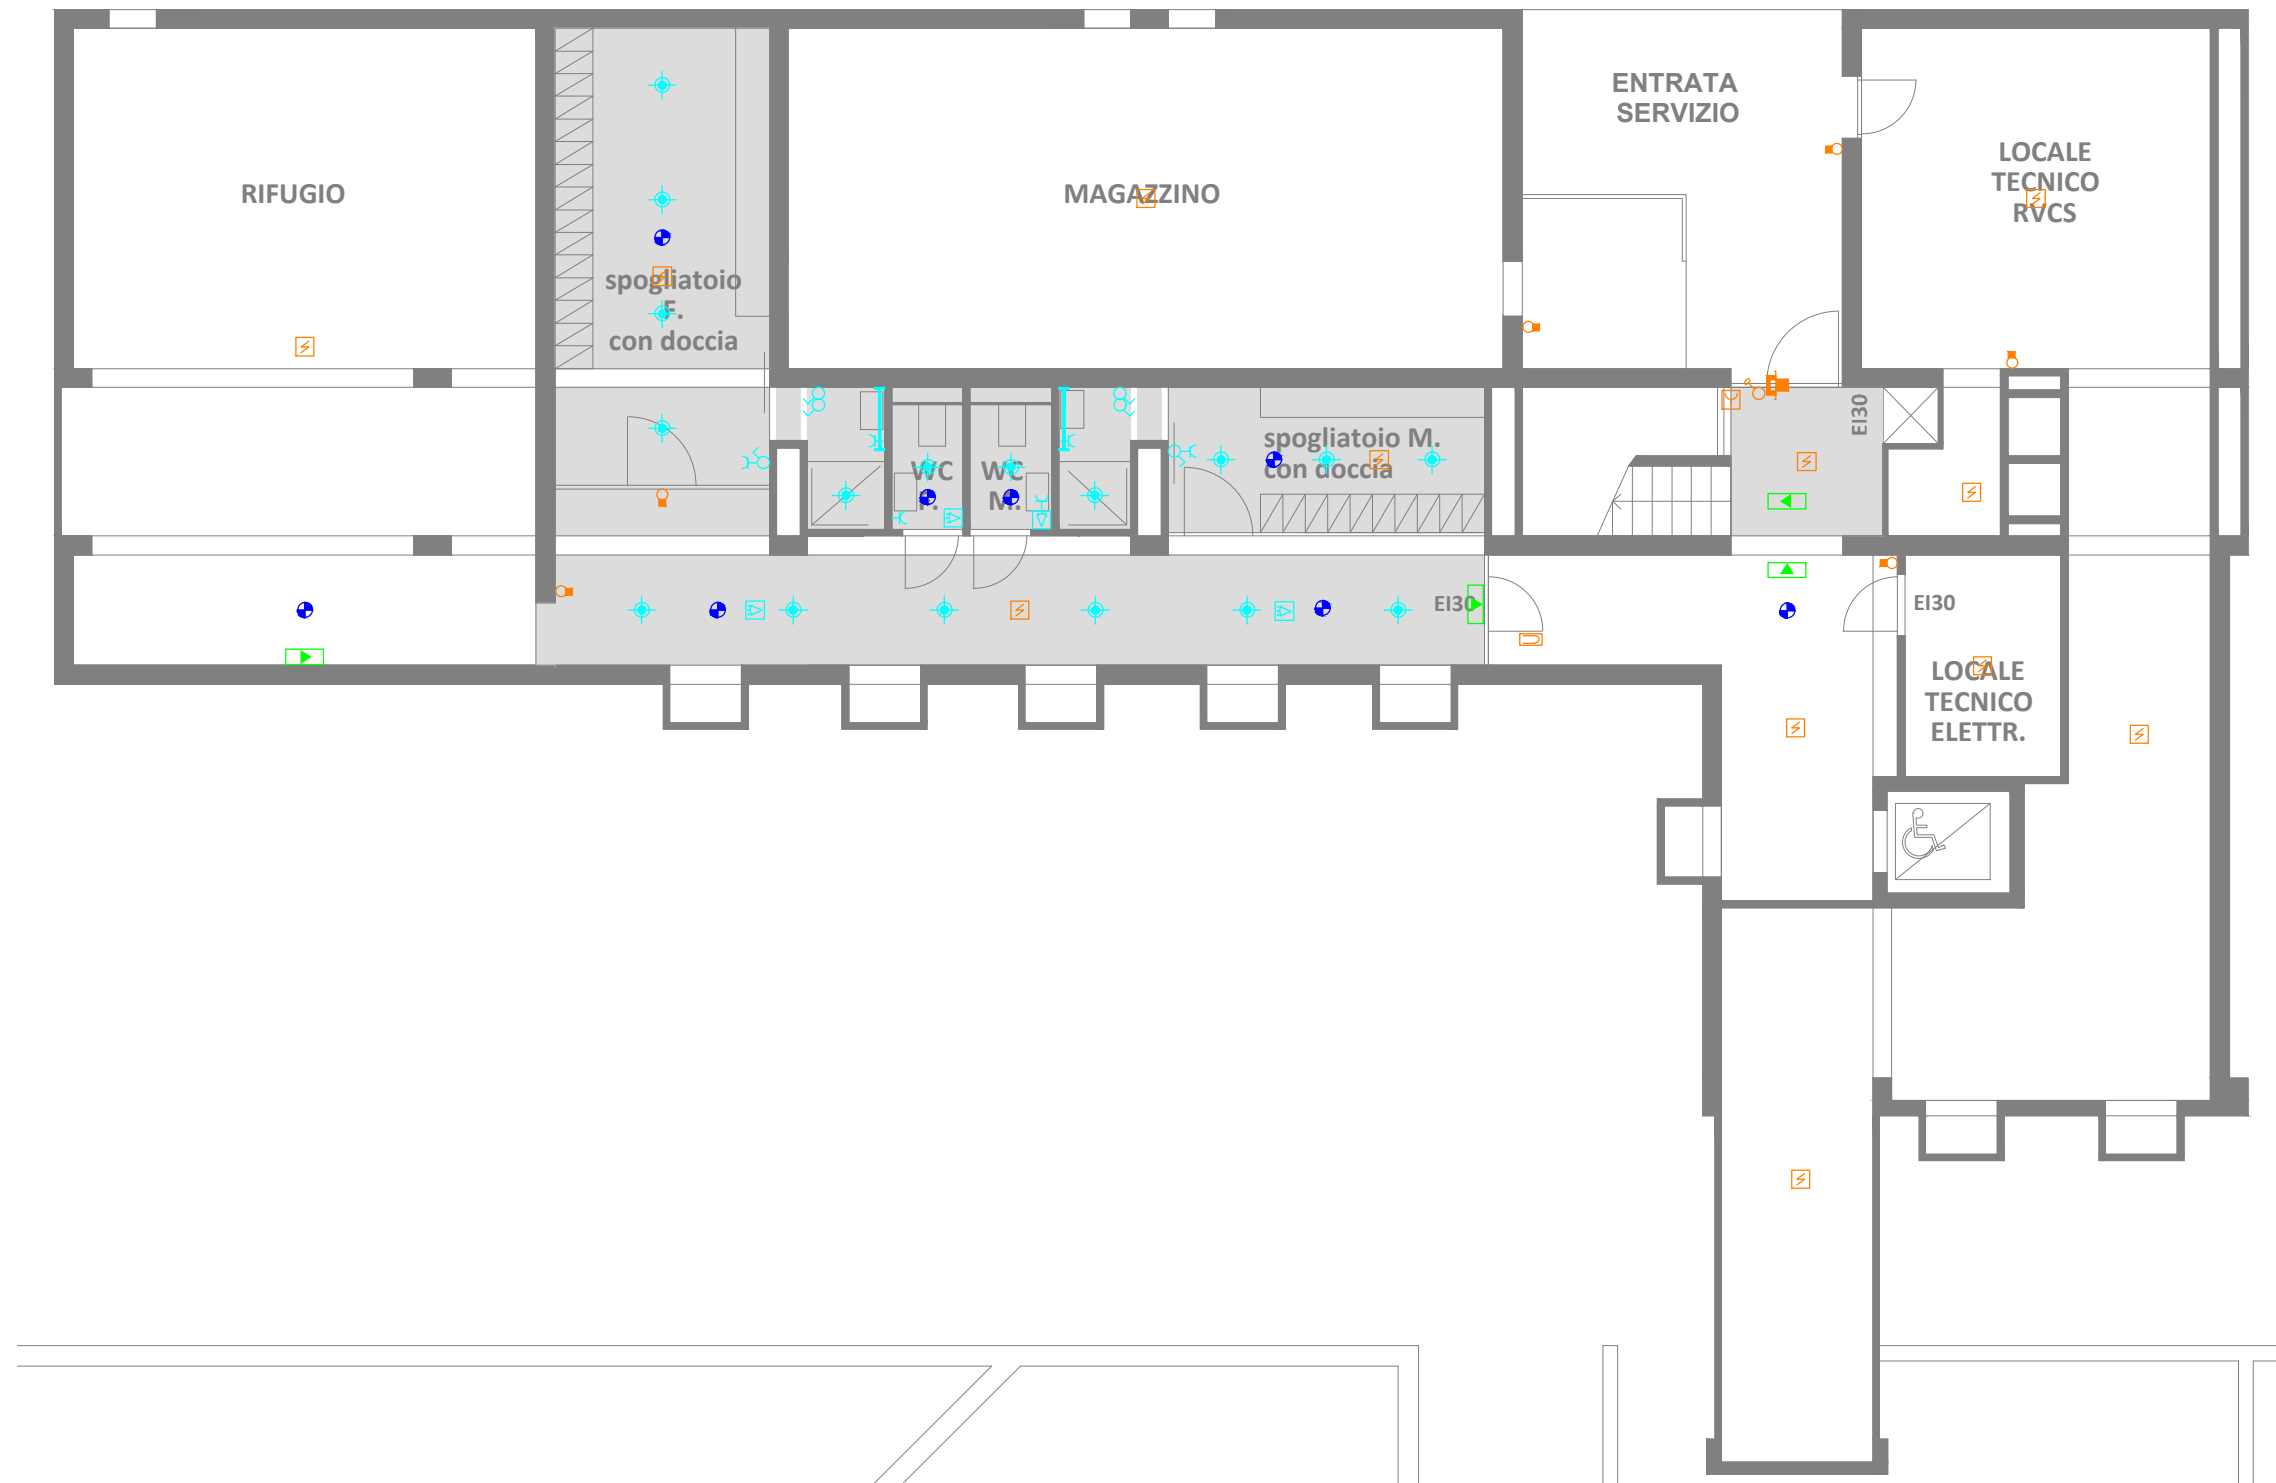 ENTRATA
SERVIZIO
RIFUGIO
MAGAZZINO
LOCALE
TECNICO
RVCS
spogliatoio
F.
con doccia
EI30
spogliatoio M.
con doccia
WC
F.
WC
M.
EI30
EI30
LOCALE
TECNICO
ELETTR.